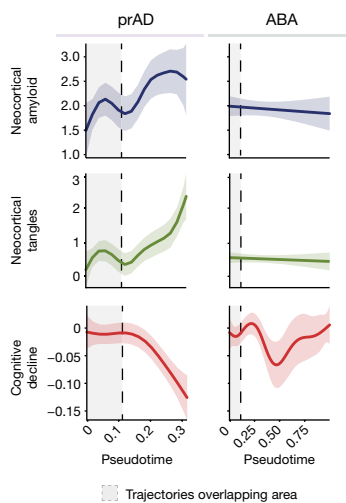 prAD ABA
Neocortical
amyloid
3.0
2.5
2.0
1.5
1.0
Neocortical
tangles
3
2
1
0
Cognitive
decline
0
−0.05
−0.10
−0.15
0 0.1 0.2 0.3 0 0.25 0.50 0.75
Pseudotime Pseudotime
Trajectories overlapping area